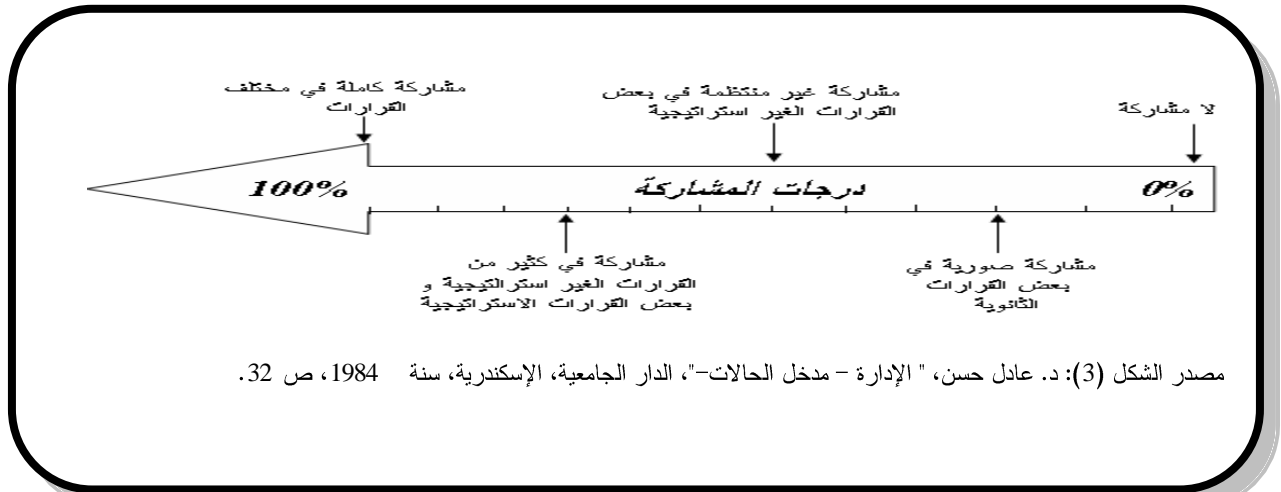 لا مشاركة
مشاركة غير منتظمة في بعض
القرارات الغير استراتيجية
مشاركة كاملة في مختلف
القرارات
0%
درجات المشاركة
100%
مشاركة صورية في
بعض القرارات
الثانوية
مشاركة في كثير من
القرارات الغير استرالتيجية و
بعض القرارات الاستراتيجية
مصدر الشكل (3): د. عادل حسن، " الإدارة – مدخل الحالات–"، الدار الجامعية، الإسكندرية، سنة 1984، ص 32.